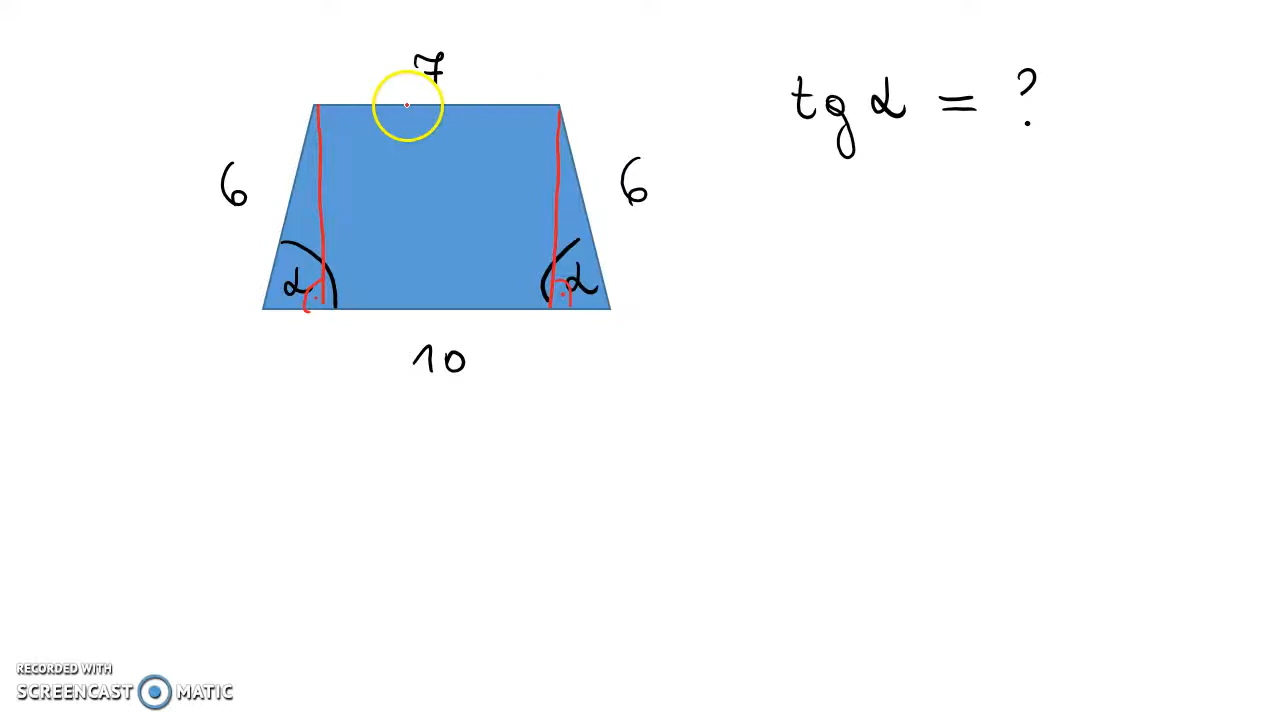 7
tg α = ?
6
6
α
α
10
RECORDED WITH
SCREENCAST MATIC